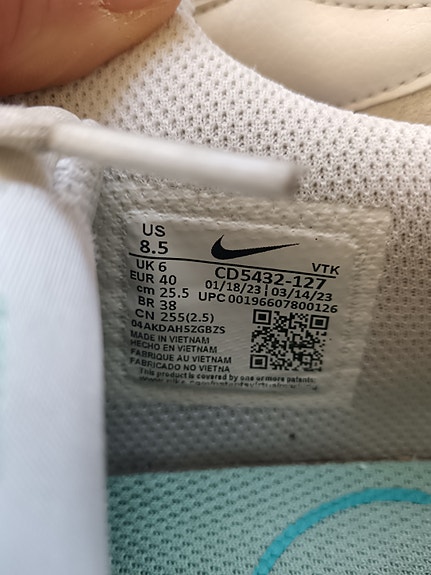 US
8.5
UK 6
EUR 40
cm 25.5
BR 38
CN 255(2.5)
VTK
CD5432-127
01/18/23 | 03/14/23
UPC 00196607800126
04AKDAHSZGBZS
MADE IN VIETNAM
HECHO EN VIETNAM
FABRIQUE AU VIETNAM
FABRICADO NO VIETNA
This product is covered by one or more patents.